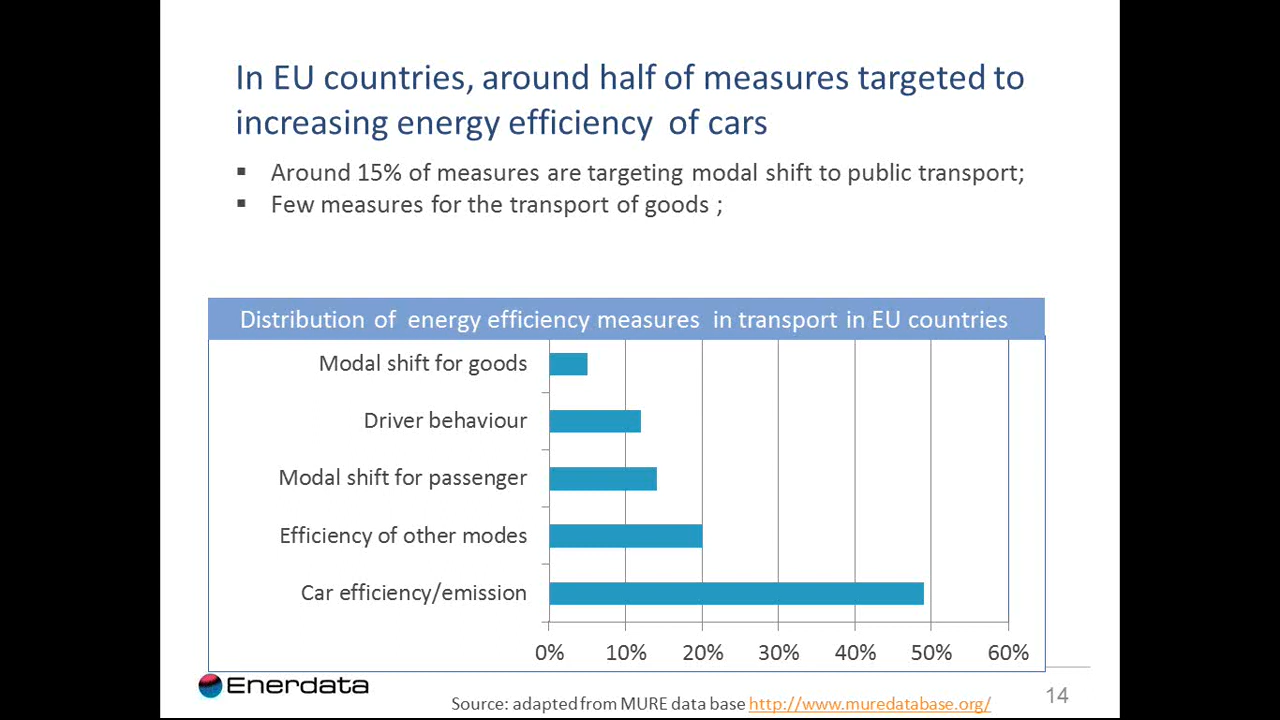 In EU countries, around half of measures targeted to
increasing energy efficiency of cars
▪ Around 15% of measures are targeting modal shift to public transport;
▪ Few measures for the transport of goods ;
Distribution of energy efficiency measures in transport in EU countries
Modal shift for goods
Driver behaviour
Modal shift for passenger
Efficiency of other modes
Car efficiency/emission
0% 10% 20% 30% 40% 50% 60%
Enerdata
Source: adapted from MURE data base http://www.muredatabase.org/
14